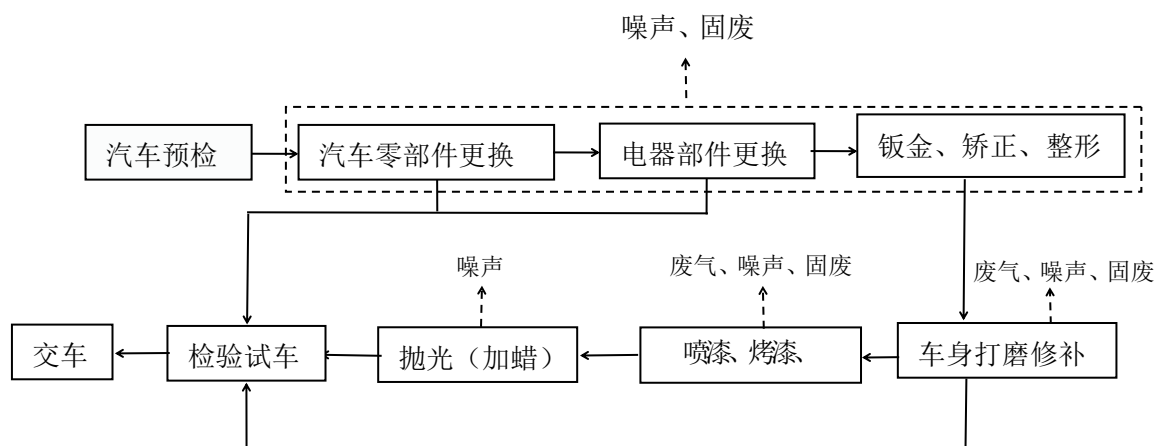 噪声、固废
汽车预检
汽车零部件更换
电器部件更换
钣金、矫正、整形
噪声
废气、噪声、固废
废气、噪声、固废
交车
检验试车
抛光（加蜡）
喷漆、烤漆、
车身打磨修补